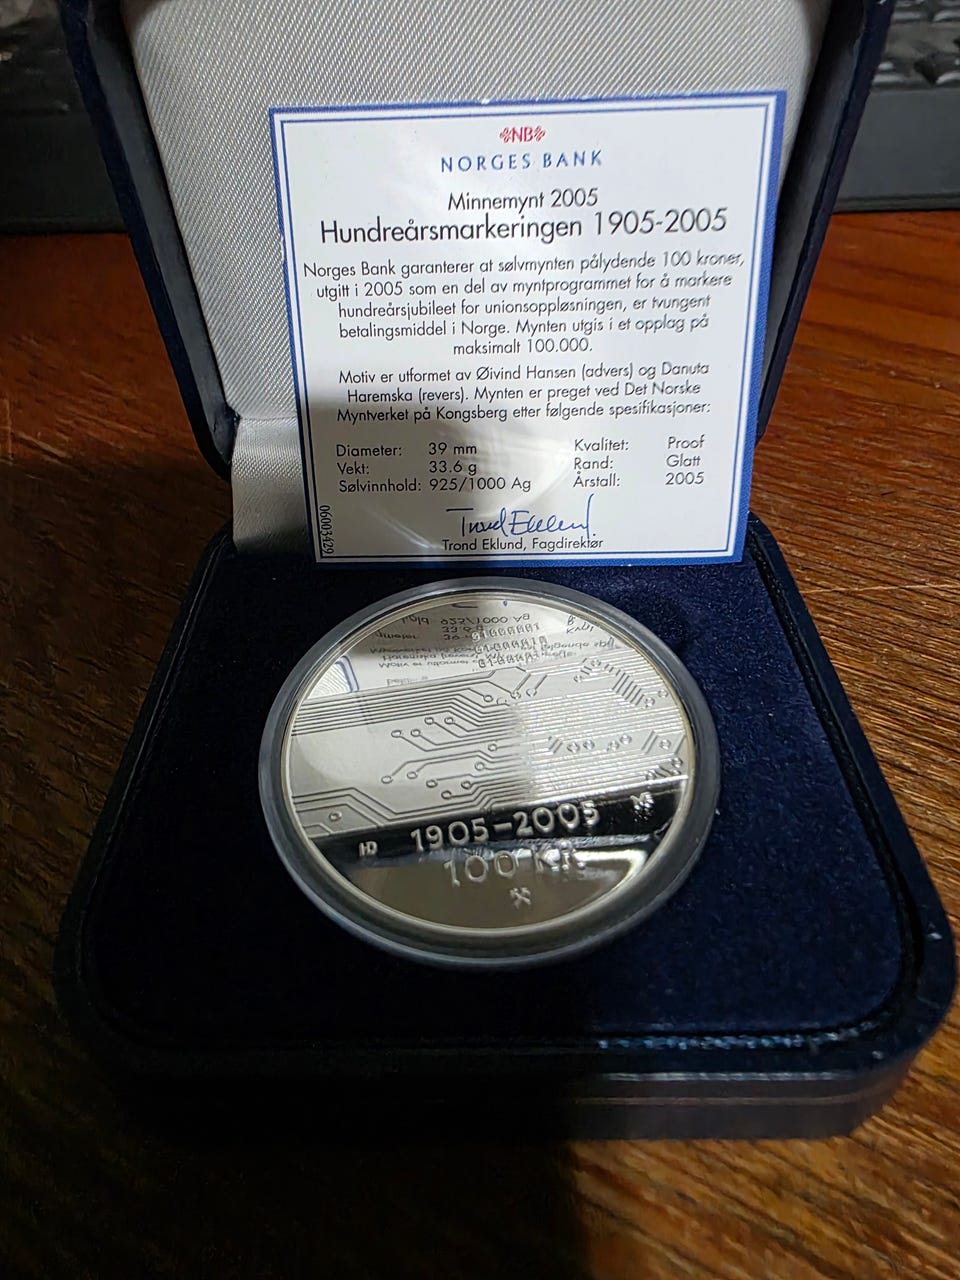 NB
NORGES BANK
Minnemynt 2005
Hundreårsmarkeringen 1905-2005
Norges Bank garanterer at sølvmynten pålydende 100 kroner,
utgitt i 2005 som en del av myntprogrammet for å markere
hundreårsjubileet for unionsoppløsningen, er tvungent
betalingsmiddel i Norge. Mynten utgis i et opplag på
maksimalt 100.000.
Motiv er utformet av Øivind Hansen (advers) og Danuta
Haremska (revers). Mynten er preget ved Det Norske
Myntverket på Kongsberg etter følgende spesifikasjoner:
Diameter: 39 mm Kvalitet: Proof
Vekt: 33.6 g Rand: Glatt
Sølvinnhold: 925/1000 Ag Årstall: 2005
Trond Eklund
Trond Eklund, Fagdirektør
06003429
1905-2005
HD
100 Kr